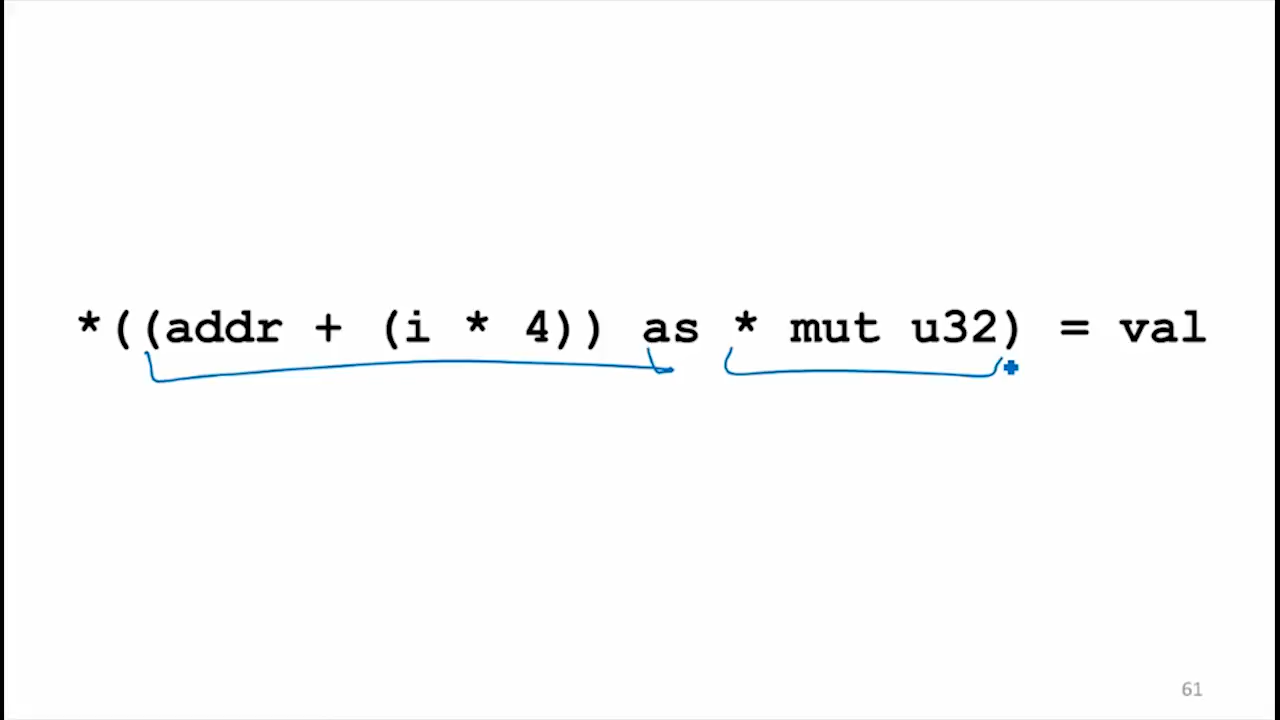 *((addr + (i * 4)) as * mut u32) = val
61